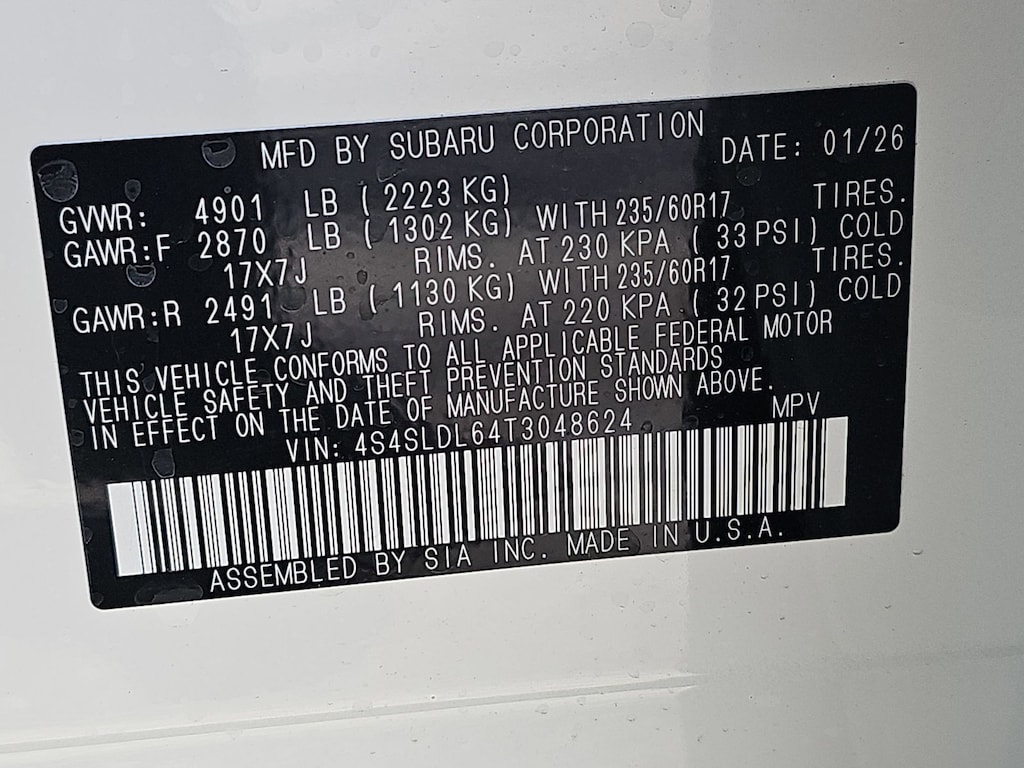 MFD BY SUBARU CORPORATION DATE: 01/26
GVWR: 4901 LB ( 2223 KG)
GAWR:F 2870 LB ( 1302 KG) WITH 235/60R17 TIRES.
17X7J RIMS. AT 230 KPA ( 33 PSI) COLD
GAWR:R 2491 LB ( 1130 KG) WITH 235/60R17 TIRES.
17X7J RIMS. AT 220 KPA ( 32 PSI) COLD
THIS VEHICLE CONFORMS TO ALL APPLICABLE FEDERAL MOTOR
VEHICLE SAFETY AND THEFT PREVENTION STANDARDS
IN EFFECT ON THE DATE OF MANUFACTURE SHOWN ABOVE.
VIN: 4S4SLDL64T3048624 MPV
ASSEMBLED BY SIA INC. MADE IN U.S.A.